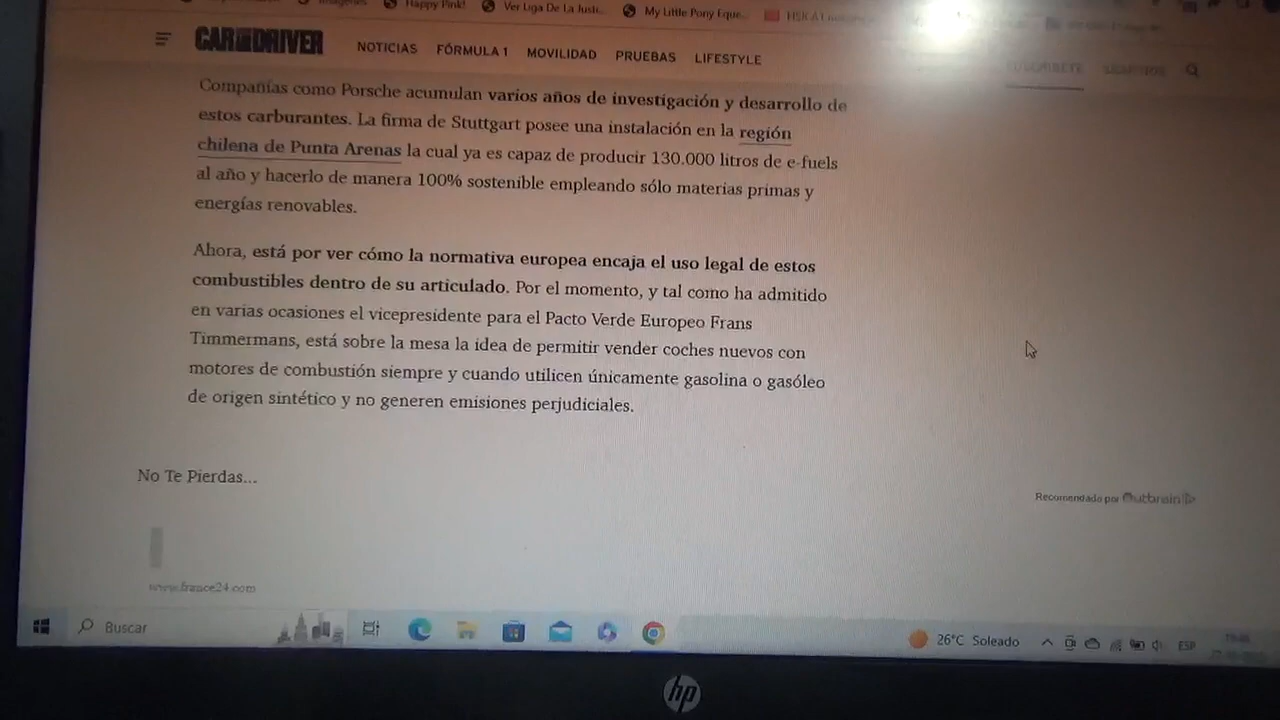 Happy Pink!
Ver Liga De La Justi...
My Little Pony Eque...
CAR AND DRIVER
NOTICIAS
FÓRMULA 1
MOVILIDAD
PRUEBAS
LIFESTYLE
SUSCRÍBETE
Compañías como Porsche acumulan varios años de investigación y desarrollo de
estos carburantes. La firma de Stuttgart posee una instalación en la región
chilena de Punta Arenas la cual ya es capaz de producir 130.000 litros de e-fuels
al año y hacerlo de manera 100% sostenible empleando sólo materias primas y
energías renovables.
Ahora, está por ver cómo la normativa europea encaja el uso legal de estos
combustibles dentro de su articulado. Por el momento, y tal como ha admitido
en varias ocasiones el vicepresidente para el Pacto Verde Europeo Frans
Timmermans, está sobre la mesa la idea de permitir vender coches nuevos con
motores de combustión siempre y cuando utilicen únicamente gasolina o gasóleo
de origen sintético y no generen emisiones perjudiciales.
No Te Pierdas...
Recomendado por Outbrain
www.france24.com
Buscar
26°C Soleado
ESP
hp